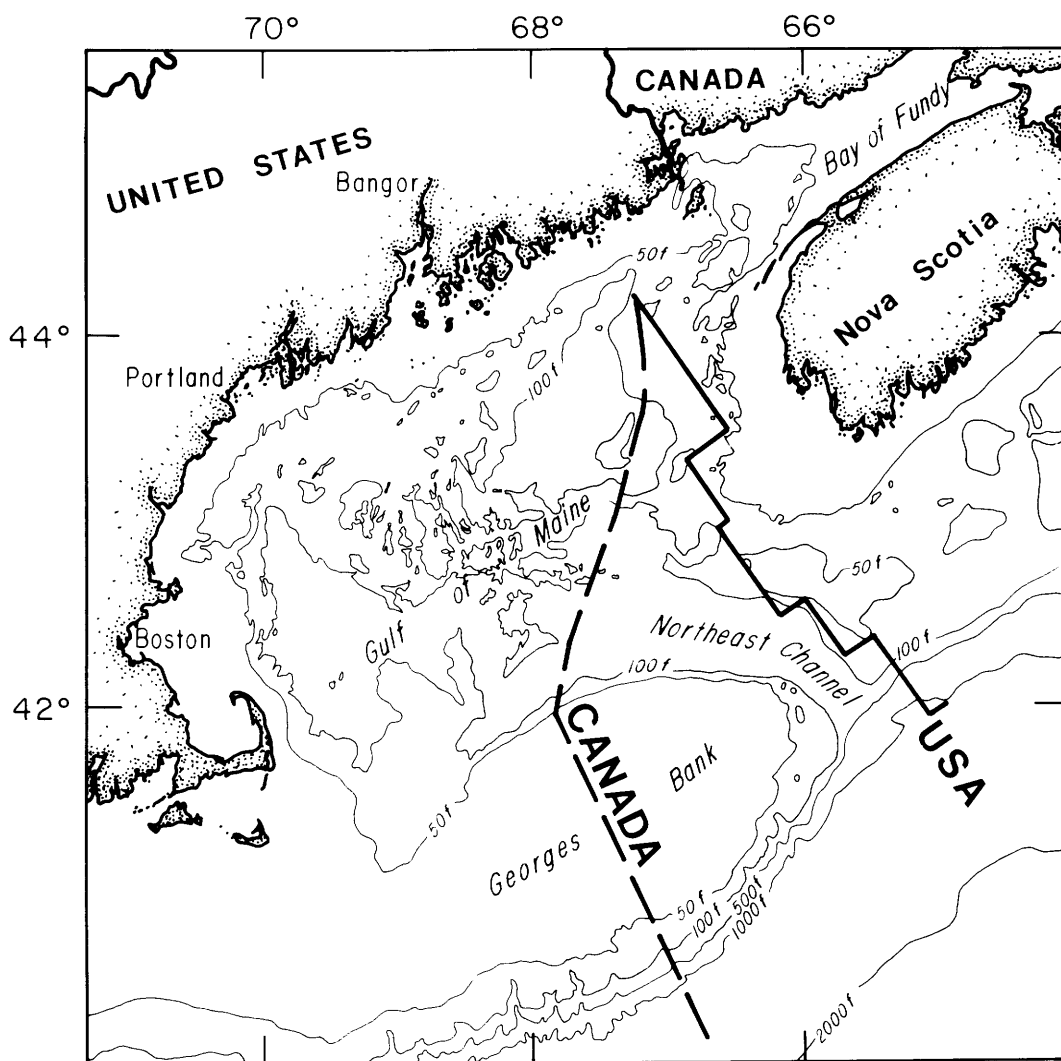 70° 68° 66°
CANADA
UNITED STATES
Bay of Fundy
Bangor
Nova Scotia
50f
44°
Portland
100f
Maine
50f
of
Gulf
Boston
Northeast Channel
100f
100f
42°
CANADA
USA
Bank
50f
Georges
50f
100f
500f
1000f
2000f